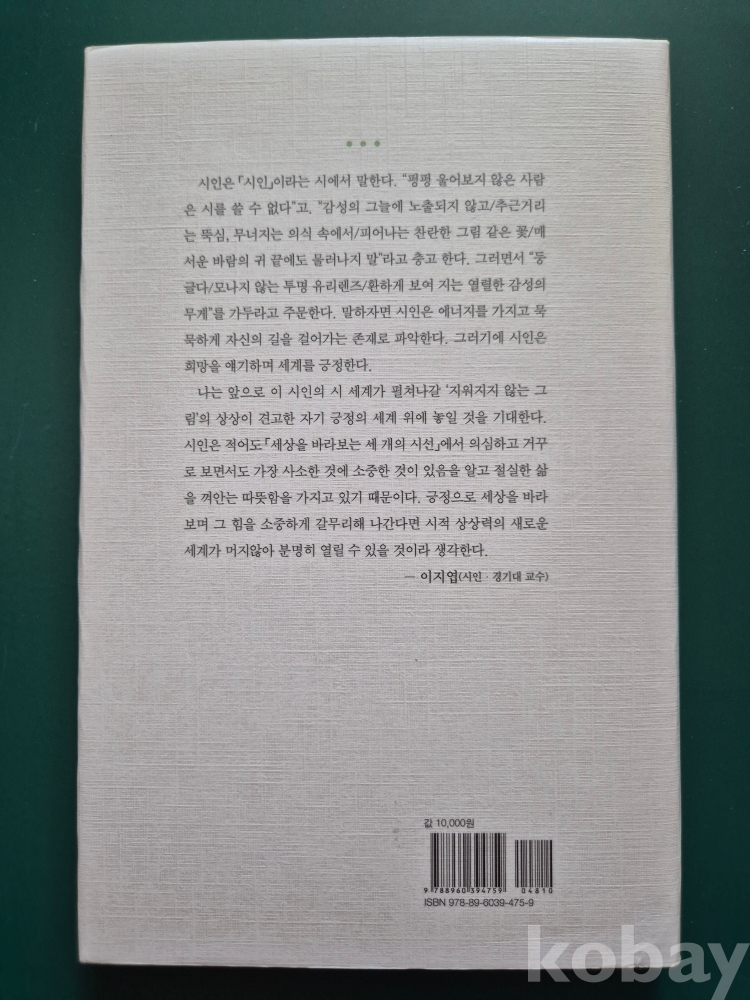 시인은 「시인」이라는 시에서 말한다. "펑펑 울어보지 않은 사람
은 시를 쓸 수 없다"고, "감성의 그늘에 노출되지 않고/추근거리
는 뚝심, 무너지는 의식 속에서/피어나는 찬란한 그림 같은 꽃/매
서운 바람의 귀 끝에도 물러나지 말"라고 충고 한다. 그러면서 "둥
글다/모나지 않는 투명 유리렌즈/환하게 보여 지는 열렬한 감성의
무게"를 가두라고 주문한다. 말하자면 시인은 에너지를 가지고 묵
묵하게 자신의 길을 걸어가는 존재로 파악한다. 그러기에 시인은
희망을 얘기하며 세계를 긍정한다.
나는 앞으로 이 시인의 시 세계가 펼쳐나갈 '지워지지 않는 그
림'의 상상이 견고한 자기 긍정의 세계 위에 놓일 것을 기대한다.
시인은 적어도 「세상을 바라보는 세 개의 시선」에서 의심하고 거꾸
로 보면서도 가장 사소한 것에 소중한 것이 있음을 알고 절실한 삶
을 껴안는 따뜻함을 가지고 있기 때문이다. 긍정으로 세상을 바라
보며 그 힘을 소중하게 갈무리해 나간다면 시적 상상력의 새로운
세계가 머지않아 분명히 열릴 수 있을 것이라 생각한다.
— 이지엽(시인 · 경기대 교수)
값 10,000원
9 788960 394759
04810
ISBN 978-89-6039-475-9
kobay